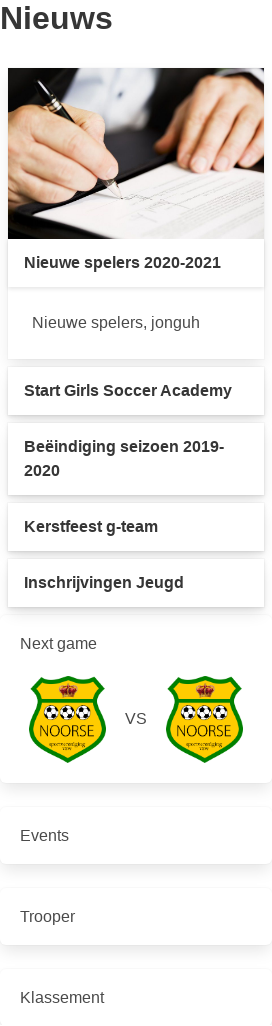 Nieuws
Nieuwe spelers 2020-2021
Nieuwe spelers, jonguh
Start Girls Soccer Academy
Beëindiging seizoen 2019-
2020
Kerstfeest g-team
Inschrijvingen Jeugd
Next game
NOORSE
NOORSE
VS
Events
Trooper
Klassement